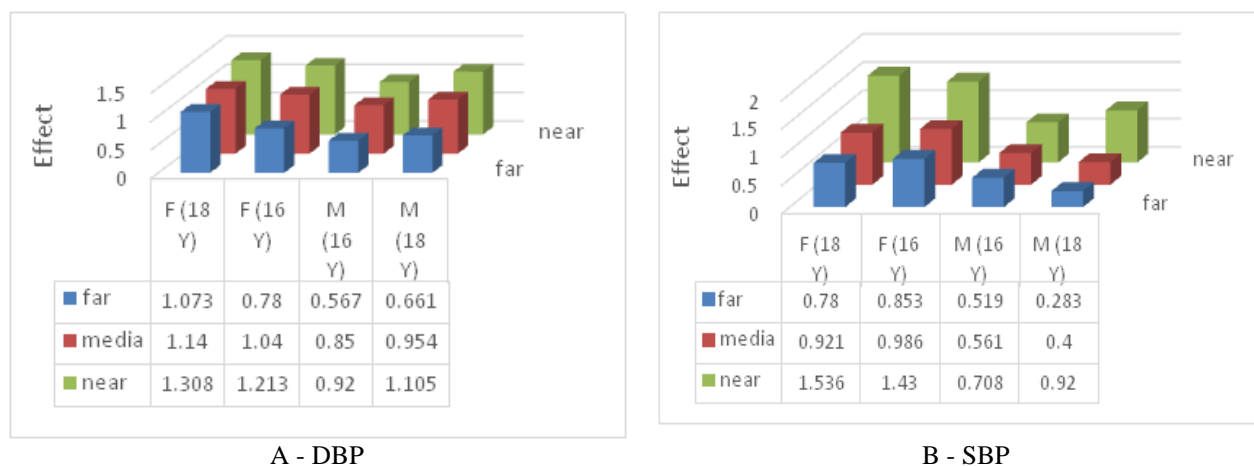 Effect
1.5
1
0.5
0
near
far
F (18 Y) F (16 Y) M (16 Y) M (18 Y)
far 1.073 0.78 0.567 0.661
media 1.14 1.04 0.85 0.954
near 1.308 1.213 0.92 1.105
A - DBP
Effect
2
1.5
1
0.5
0
near
far
F (18 Y) F (16 Y) M (16 Y) M (18 Y)
far 0.78 0.853 0.519 0.283
media 0.921 0.986 0.561 0.4
near 1.536 1.43 0.708 0.92
B - SBP